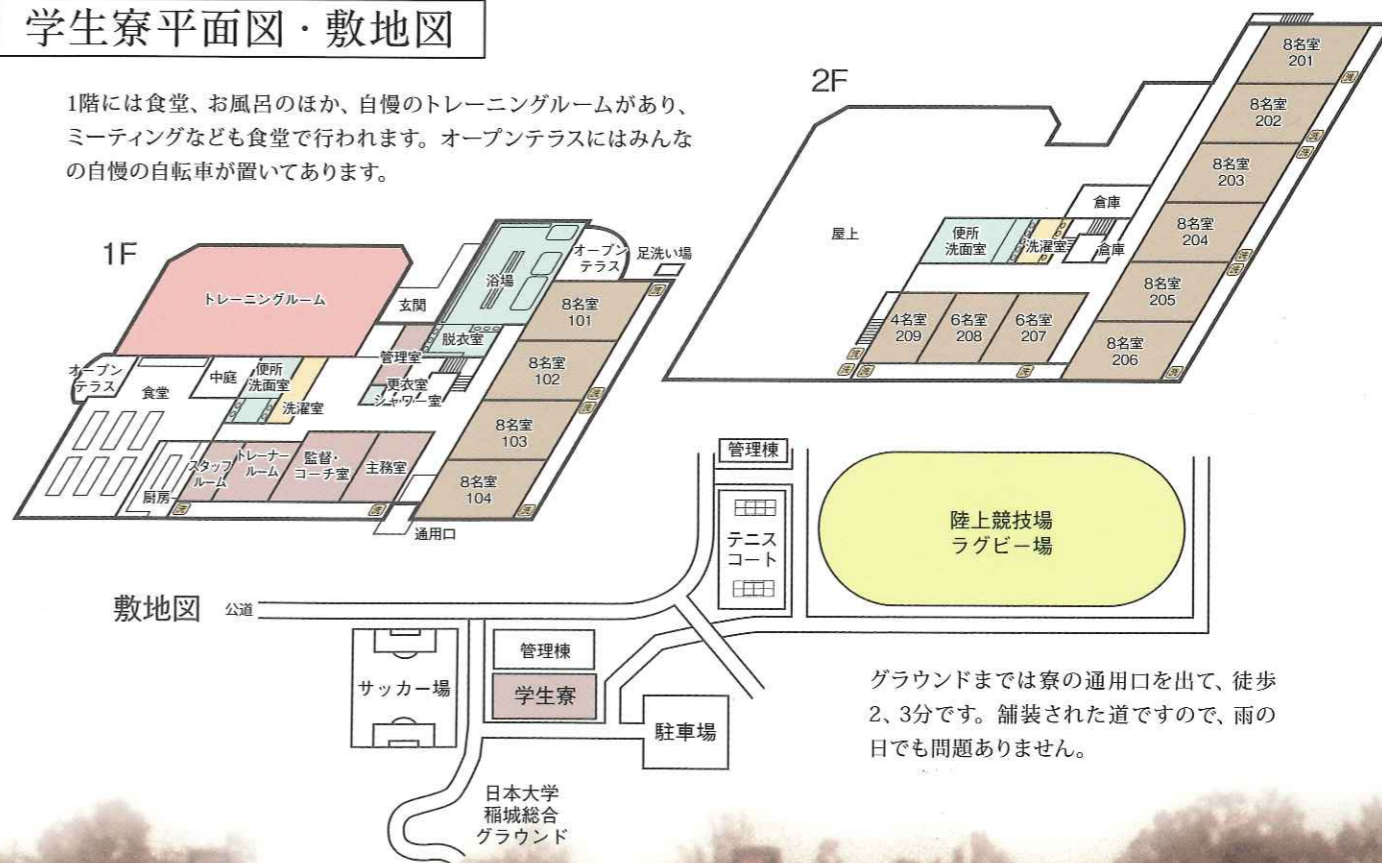 学生寮平面図・敷地図
1階には食堂、お風呂のほか、自慢のトレーニングルームがあり、
ミーティングなども食堂で行われます。オープンテラスにはみんな
の自慢の自転車が置いてあります。
1F
トレーニングルーム
玄関
浴場
オープン
テラス
足洗い場
脱衣室
管理室
更衣室
シャワー室
オープン
テラス
食堂
中庭
便所
洗面室
洗濯室
厨房
スタッフ
ルーム
トレーナー
ルーム
監督・
コーチ室
主務室
通用口
8名室
101
8名室
102
8名室
103
8名室
104
洗
洗
洗
洗
洗
洗
2F
屋上
便所
洗面室
洗濯室
倉庫
倉庫
8名室
201
8名室
202
8名室
203
8名室
204
8名室
205
8名室
206
4名室
209
6名室
208
6名室
207
洗
洗
洗
洗
洗
洗
洗
洗
洗
洗
敷地図
公道
管理棟
テニス
コート
陸上競技場
ラグビー場
サッカー場
管理棟
学生寮
駐車場
日本大学
稲城総合
グラウンド
グラウンドまでは寮の通用口を出て、徒歩
2、3分です。舗装された道ですので、雨の
日でも問題ありません。